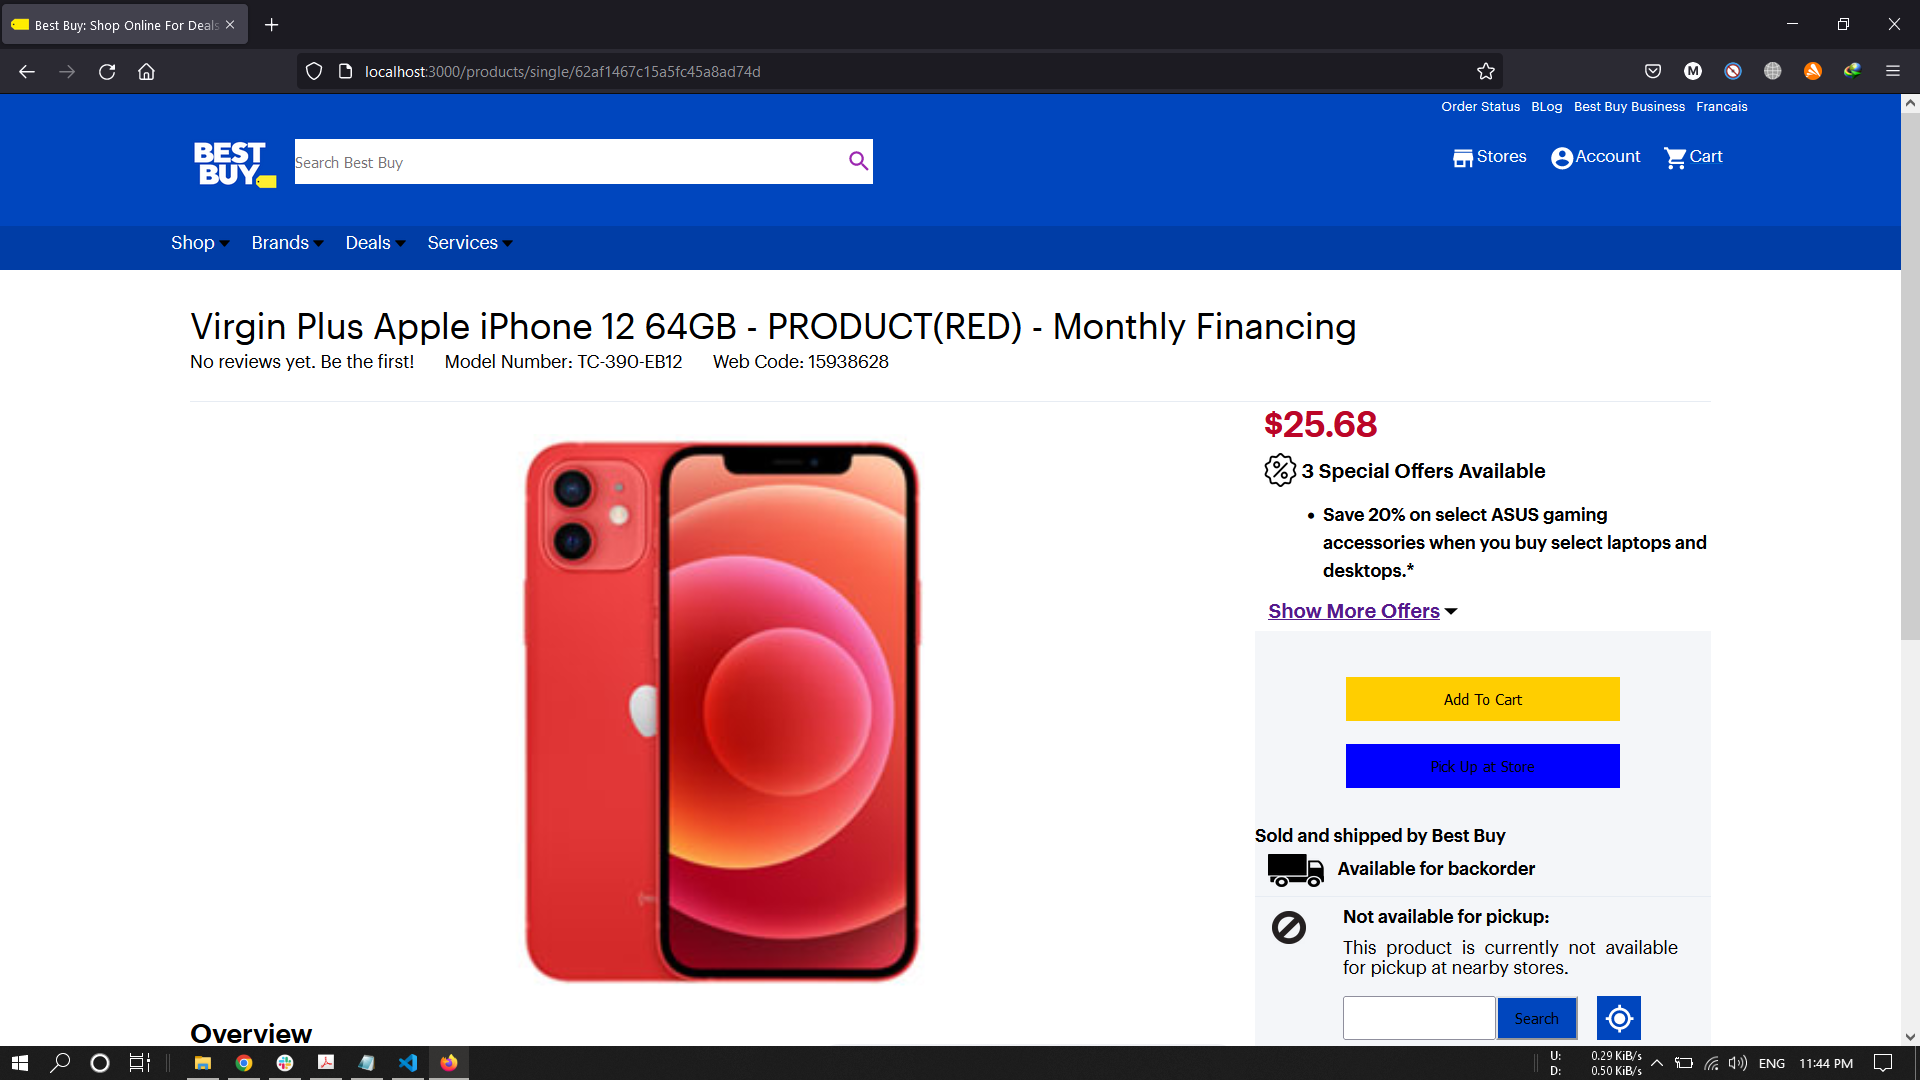 Best Buy: Shop Online For Deals
localhost:3000/products/single/62af1467c15a5fc45a8ad74d
M
Order Status BLog Best Buy Business Francais
BEST
BUY
Search Best Buy
Stores Account Cart
Shop Brands Deals Services
Virgin Plus Apple iPhone 12 64GB - PRODUCT(RED) - Monthly Financing
No reviews yet. Be the first! Model Number: TC-390-EB12 Web Code: 15938628
$25.68
3 Special Offers Available
• Save 20% on select ASUS gaming
accessories when you buy select laptops and
desktops.*
Show More Offers
Add To Cart
Pick Up at Store
Sold and shipped by Best Buy
Available for backorder
Not available for pickup:
This product is currently not available
for pickup at nearby stores.
Search
Overview
U: 0.29 KiB/s
D: 0.50 KiB/s
ENG 11:44 PM